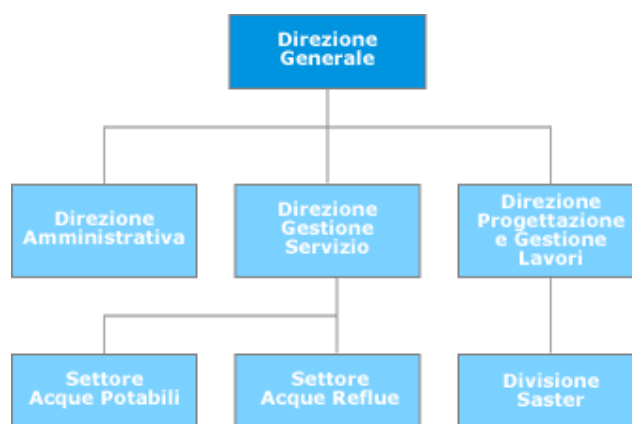 Direzione
Generale
Direzione
Amministrativa
Direzione
Gestione
Servizio
Direzione
Progettazione
e Gestione
Lavori
Settore
Acque Potabili
Settore
Acque Reflue
Divisione
Saster